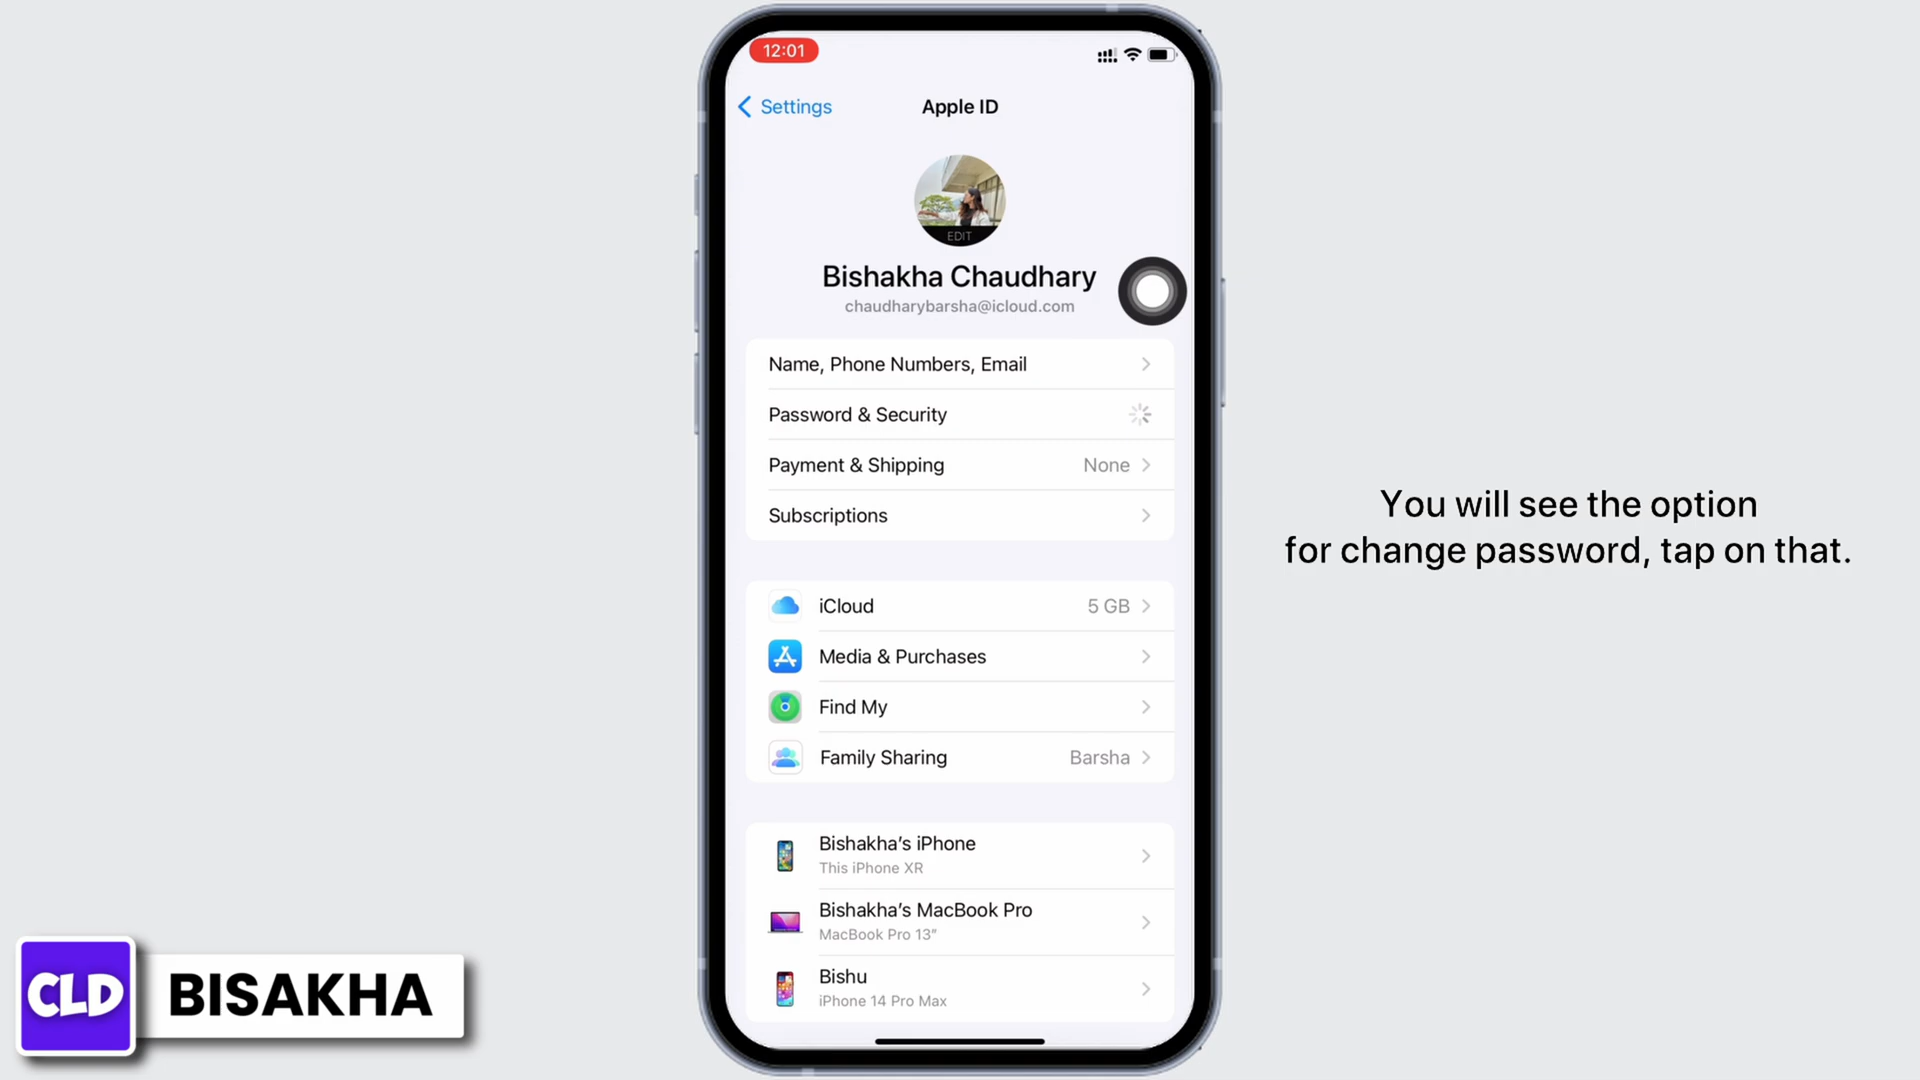 12:01
Settings
Apple ID
EDIT
Bishakha Chaudhary
chaudharybarsha@icloud.com
Name, Phone Numbers, Email
Password & Security
Payment & Shipping None
Subscriptions
You will see the option
for change password, tap on that.
iCloud 5 GB
Media & Purchases
Find My
Family Sharing Barsha
Bishakha's iPhone
This iPhone XR
Bishakha's MacBook Pro
MacBook Pro 13"
Bishu
iPhone 14 Pro Max
CLD BISAKHA